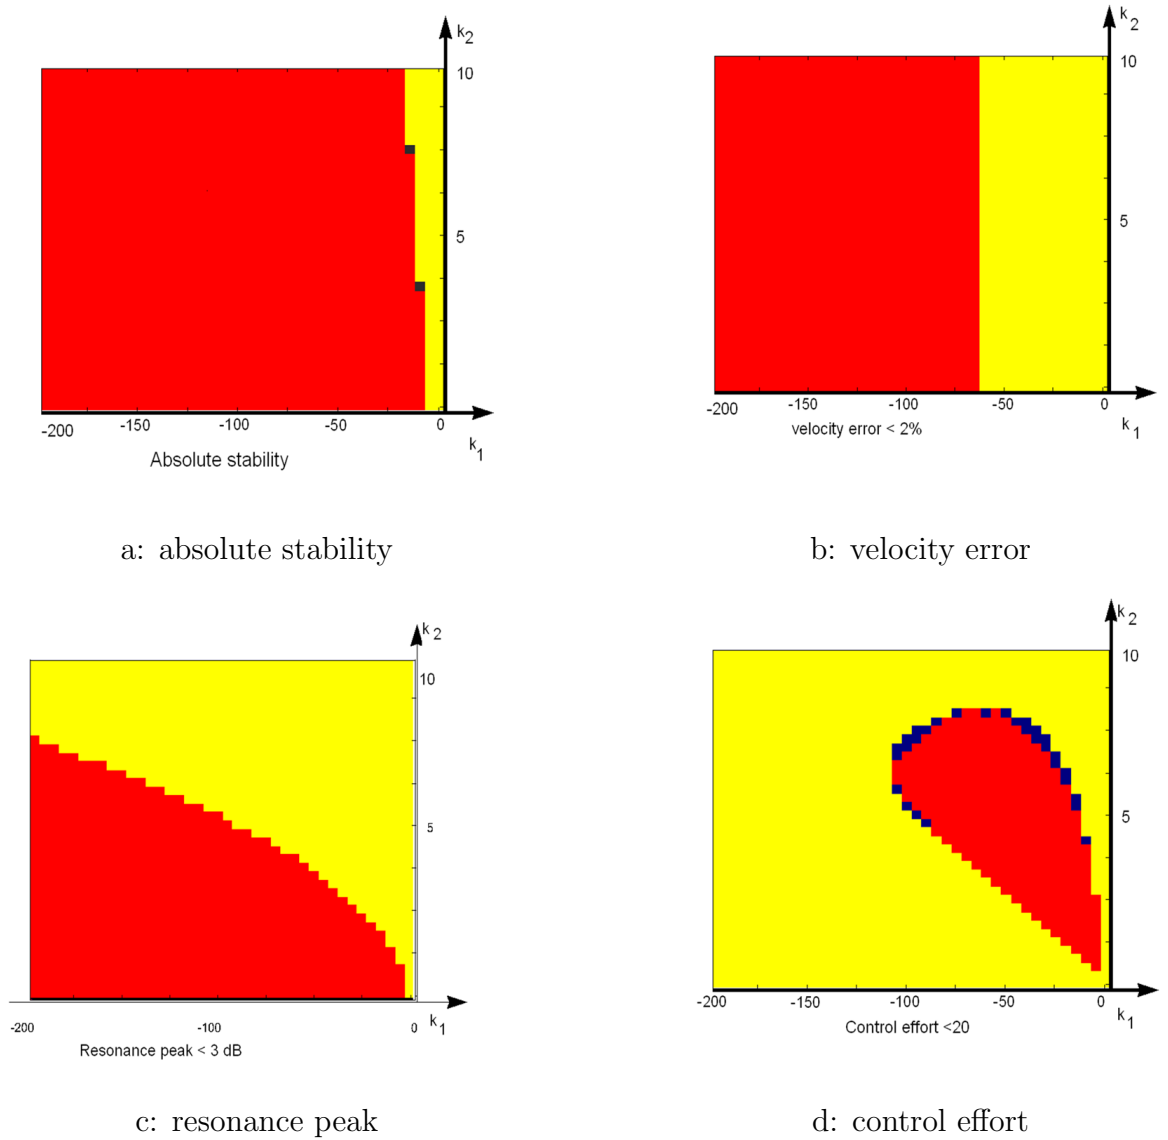 k2
10
5
-200
-150
-100
-50
0
k1
Absolute stability
a: absolute stability
k2
10
5
-200
-150
-100
-50
0
k1
velocity error < 2%
b: velocity error
k2
10
5
-200
-100
0
k1
Resonance peak < 3 dB
c: resonance peak
k2
10
5
-200
-150
-100
-50
0
k1
Control effort <20
d: control effort